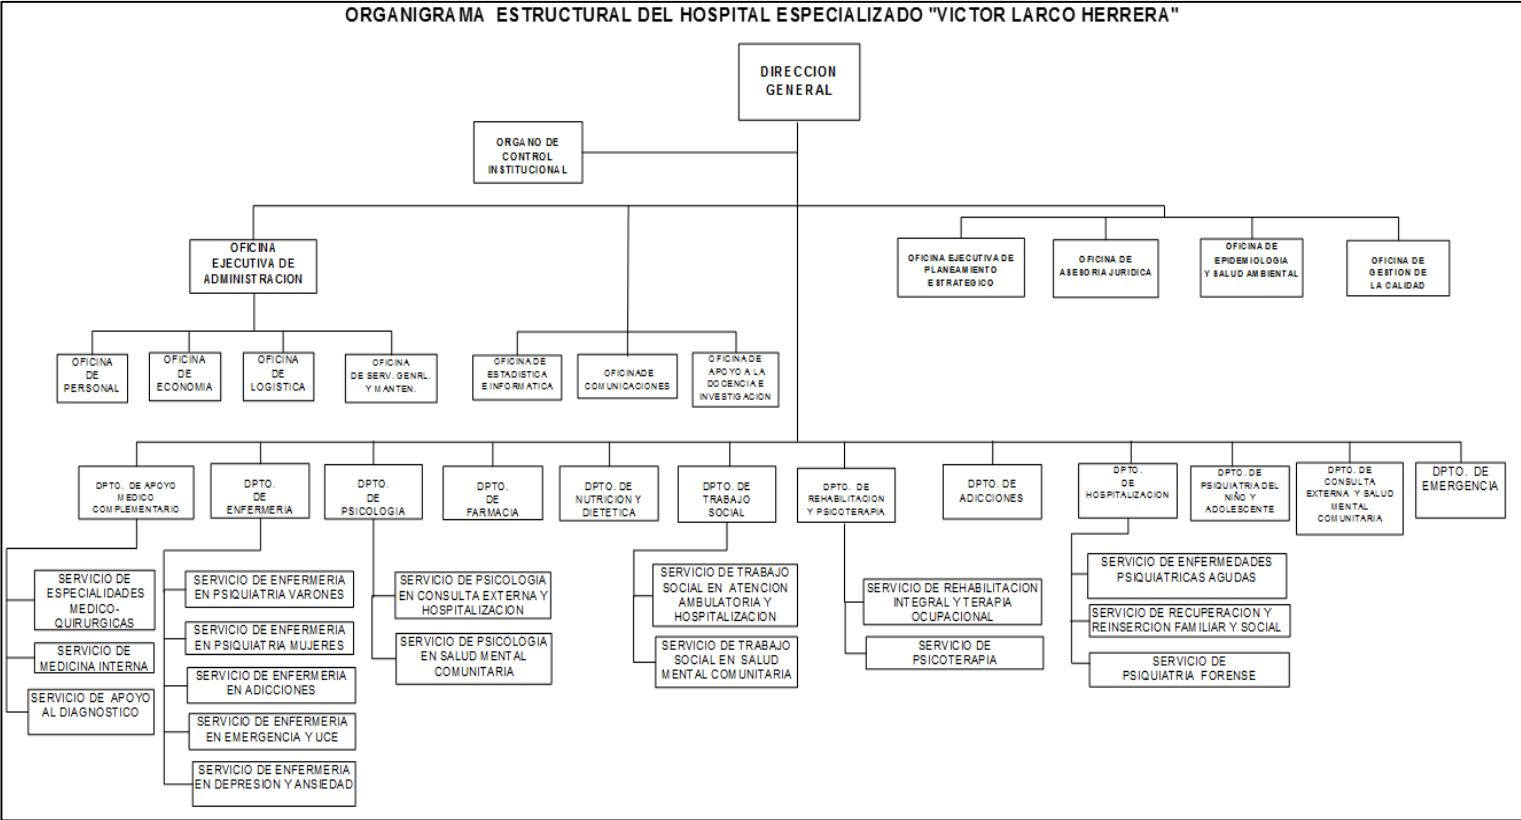 ORGANIGRAMA ESTRUCTURAL DEL HOSPITAL ESPECIALIZADO "VICTOR LARCO HERRERA"
DIRECCION
GENERAL
ORGANO DE
CONTROL
INSTITUCIONAL
OFICINA
EJECUTIVA DE
ADMINISTRACION
OFICINA EJECUTIVA DE
PLANEAMIENTO
ESTRATEGICO
OFICINA DE
ASESORIA JURIDICA
OFICINA DE
EPIDEMIOLOGIA
Y SALUD AMBIENTAL
OFICINA DE
GESTION DE
LA CALIDAD
OFICINA
DE
PERSONAL
OFICINA
DE
ECONOMIA
OFICINA
DE
LOGISTICA
OFICINA
DE SERV. GENRL.
Y MANTEN.
OFICINA DE
ESTADISTICA
E INFORMATICA
OFICINA DE
COMUNICACIONES
OFICINA DE
APOYO A LA
DOCENCIA E
INVESTIGACION
DPTO. DE APOYO
MEDICO
COMPLEMENTARIO
DPTO.
DE
ENFERMERIA
DPTO.
DE
PSICOLOGIA
DPTO.
DE
FARMACIA
DPTO. DE
NUTRICION Y
DIETETICA
DPTO. DE
TRABAJO
SOCIAL
DPTO. DE
REHABILITACION
Y PSICOTERAPIA
DPTO. DE
ADICCIONES
DPTO.
DE
HOSPITALIZACION
DPTO. DE
PSIQUIATRIA DEL
NIÑO Y
ADOLESCENTE
DPTO. DE
CONSULTA
EXTERNA Y SALUD
MENTAL
COMUNITARIA
DPTO. DE
EMERGENCIA
SERVICIO DE
ESPECIALIDADES
MEDICO-
QUIRURGICAS
SERVICIO DE
MEDICINA INTERNA
SERVICIO DE APOYO
AL DIAGNOSTICO
SERVICIO DE ENFERMERIA
EN PSIQUIATRIA VARONES
SERVICIO DE ENFERMERIA
EN PSIQUIATRIA MUJERES
SERVICIO DE ENFERMERIA
EN ADICCIONES
SERVICIO DE ENFERMERIA
EN EMERGENCIA Y UCE
SERVICIO DE ENFERMERIA
EN DEPRESION Y ANSIEDAD
SERVICIO DE PSICOLOGIA
EN CONSULTA EXTERNA Y
HOSPITALIZACION
SERVICIO DE PSICOLOGIA
EN SALUD MENTAL
COMUNITARIA
SERVICIO DE TRABAJO
SOCIAL EN ATENCION
AMBULATORIA Y
HOSPITALIZACION
SERVICIO DE TRABAJO
SOCIAL EN SALUD
MENTAL COMUNITARIA
SERVICIO DE REHABILITACION
INTEGRAL Y TERAPIA
OCUPACIONAL
SERVICIO DE
PSICOTERAPIA
SERVICIO DE ENFERMEDADES
PSIQUIATRICAS AGUDAS
SERVICIO DE RECUPERACION Y
REINSERCION FAMILIAR Y SOCIAL
SERVICIO DE
PSIQUIATRIA FORENSE